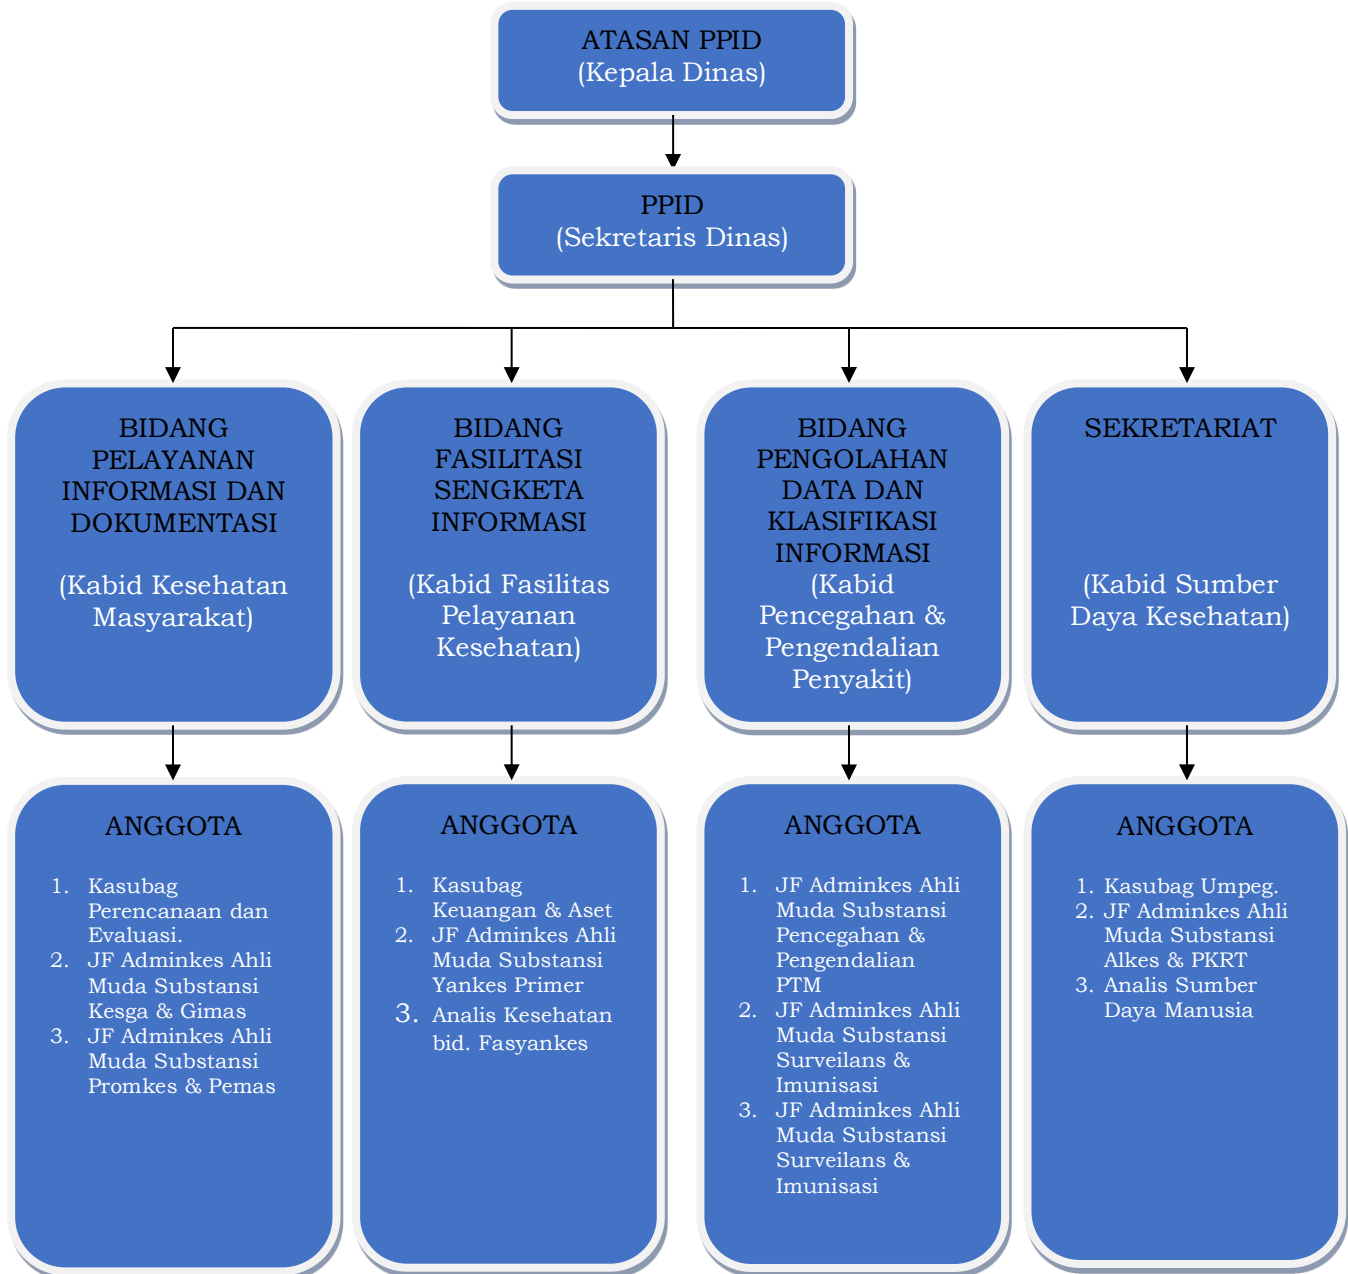 ATASAN PPID
(Kepala Dinas)
PPID
(Sekretaris Dinas)
BIDANG
PELAYANAN
INFORMASI DAN
DOKUMENTASI
(Kabid Kesehatan
Masyarakat)
BIDANG
FASILITASI
SENGKETA
INFORMASI
(Kabid Fasilitas
Pelayanan
Kesehatan)
BIDANG
PENGOLAHAN
DATA DAN
KLASIFIKASI
INFORMASI
(Kabid
Pencegahan &
Pengendalian
Penyakit)
SEKRETARIAT
(Kabid Sumber
Daya Kesehatan)
ANGGOTA
1. Kasubag
Perencanaan dan
Evaluasi.
2. JF Adminkes Ahli
Muda Substansi
Kesga & Gimas
3. JF Adminkes Ahli
Muda Substansi
Promkes & Pemas
ANGGOTA
1. Kasubag
Keuangan & Aset
2. JF Adminkes Ahli
Muda Substansi
Yankes Primer
3. Analis Kesehatan
bid. Fasyankes
ANGGOTA
1. JF Adminkes Ahli
Muda Substansi
Pencegahan &
Pengendalian
PTM
2. JF Adminkes Ahli
Muda Substansi
Surveilans &
Imunisasi
3. JF Adminkes Ahli
Muda Substansi
Surveilans &
Imunisasi
ANGGOTA
1. Kasubag Umpeg.
2. JF Adminkes Ahli
Muda Substansi
Alkes & PKRT
3. Analis Sumber
Daya Manusia